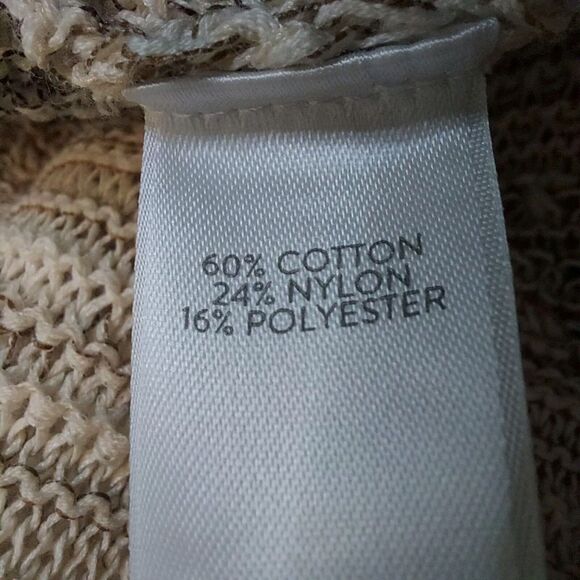 60% COTTON
24% NYLON
16% POLYESTER